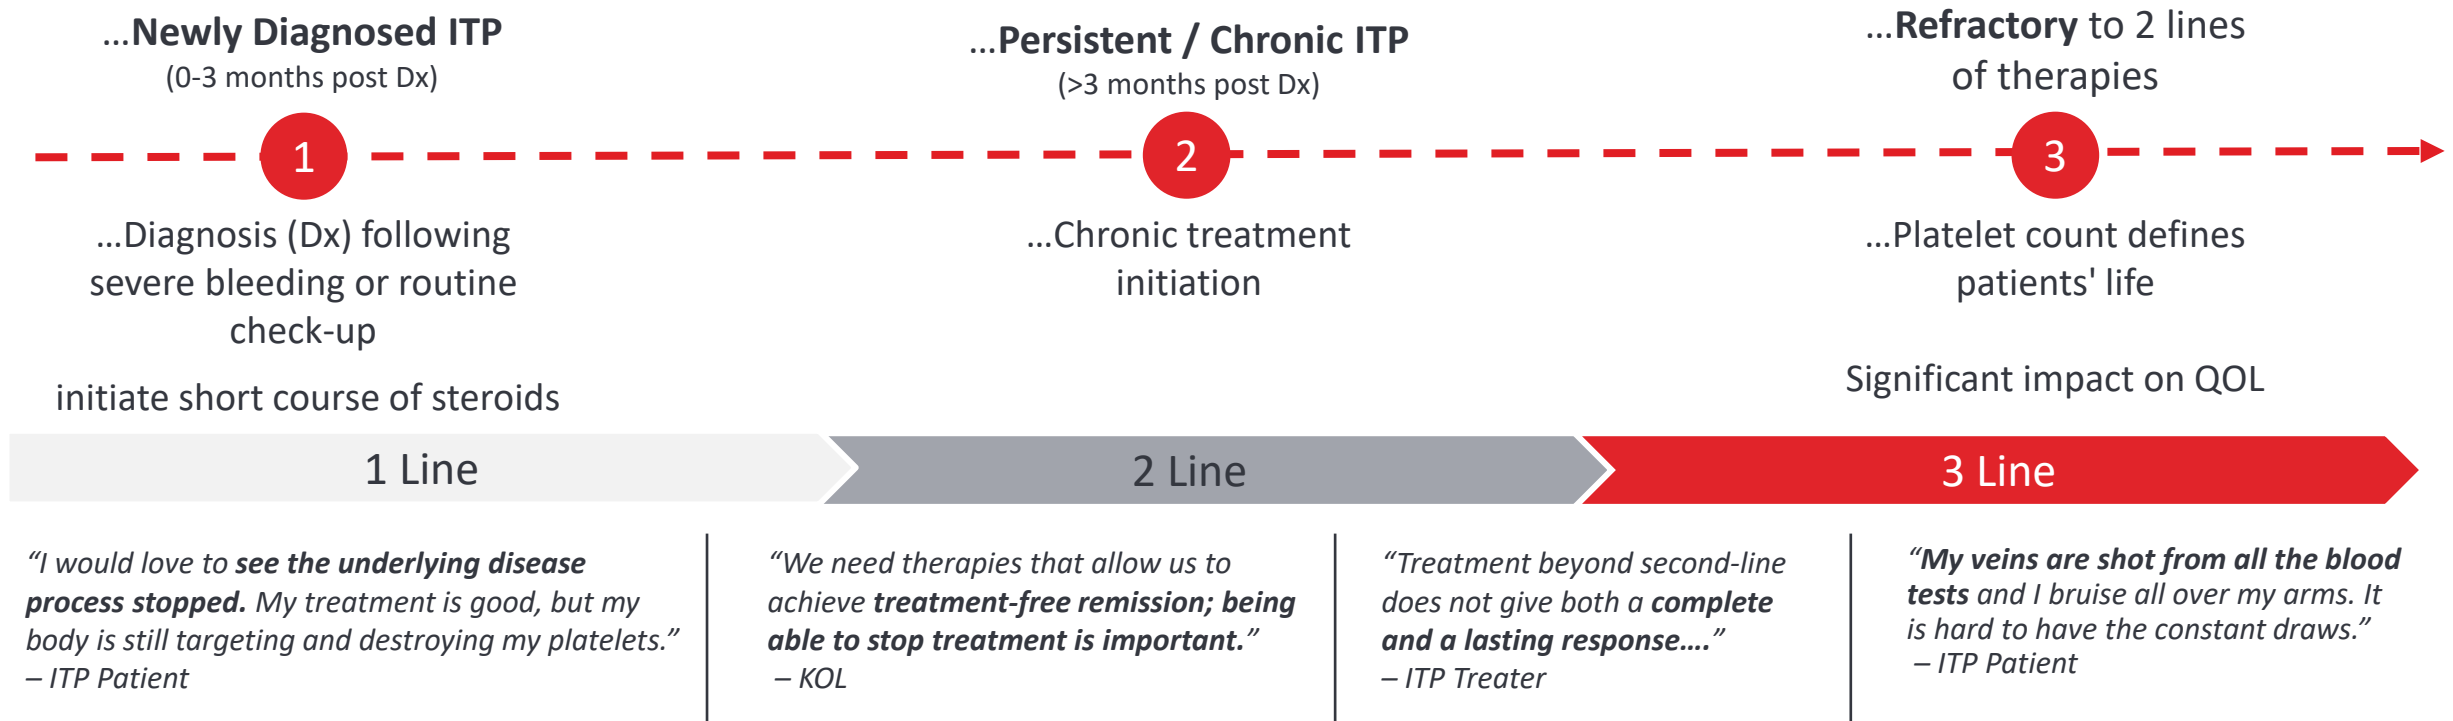 ...Newly Diagnosed ITP
(0-3 months post Dx)
...Persistent / Chronic ITP
(>3 months post Dx)
...Refractory to 2 lines
of therapies
1
2
3
...Diagnosis (Dx) following
severe bleeding or routine
check-up
initiate short course of steroids
...Chronic treatment
initiation
...Platelet count defines
patients' life
Significant impact on QOL
1 Line
2 Line
3 Line
“I would love to see the underlying disease
process stopped. My treatment is good, but my
body is still targeting and destroying my platelets.”
– ITP Patient
“We need therapies that allow us to
achieve treatment-free remission; being
able to stop treatment is important.”
– KOL
“Treatment beyond second-line
does not give both a complete
and a lasting response....”
– ITP Treater
“My veins are shot from all the blood
tests and I bruise all over my arms. It
is hard to have the constant draws.”
– ITP Patient